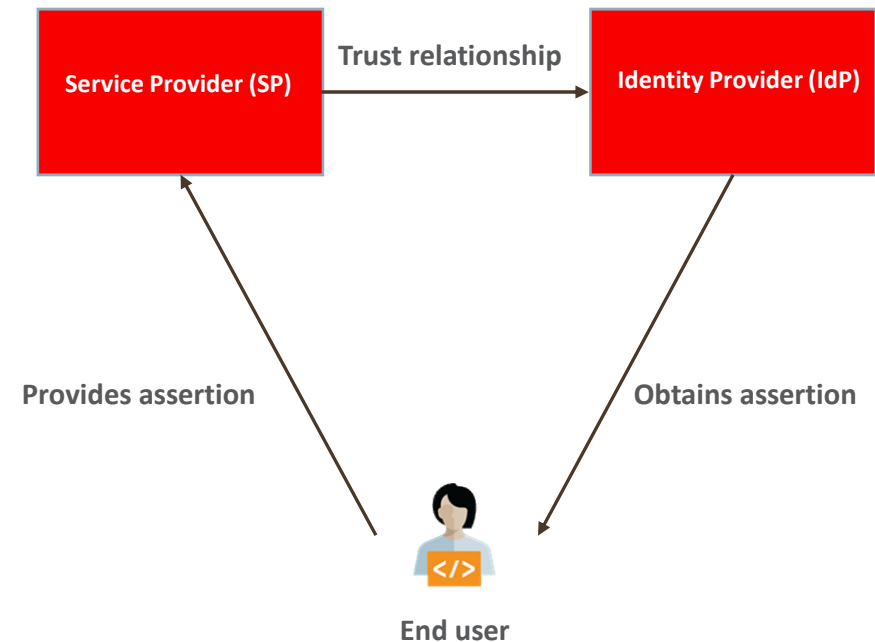 Trust relationship
Service Provider (SP)
Identity Provider (IdP)
Provides assertion
Obtains assertion
</>
End user